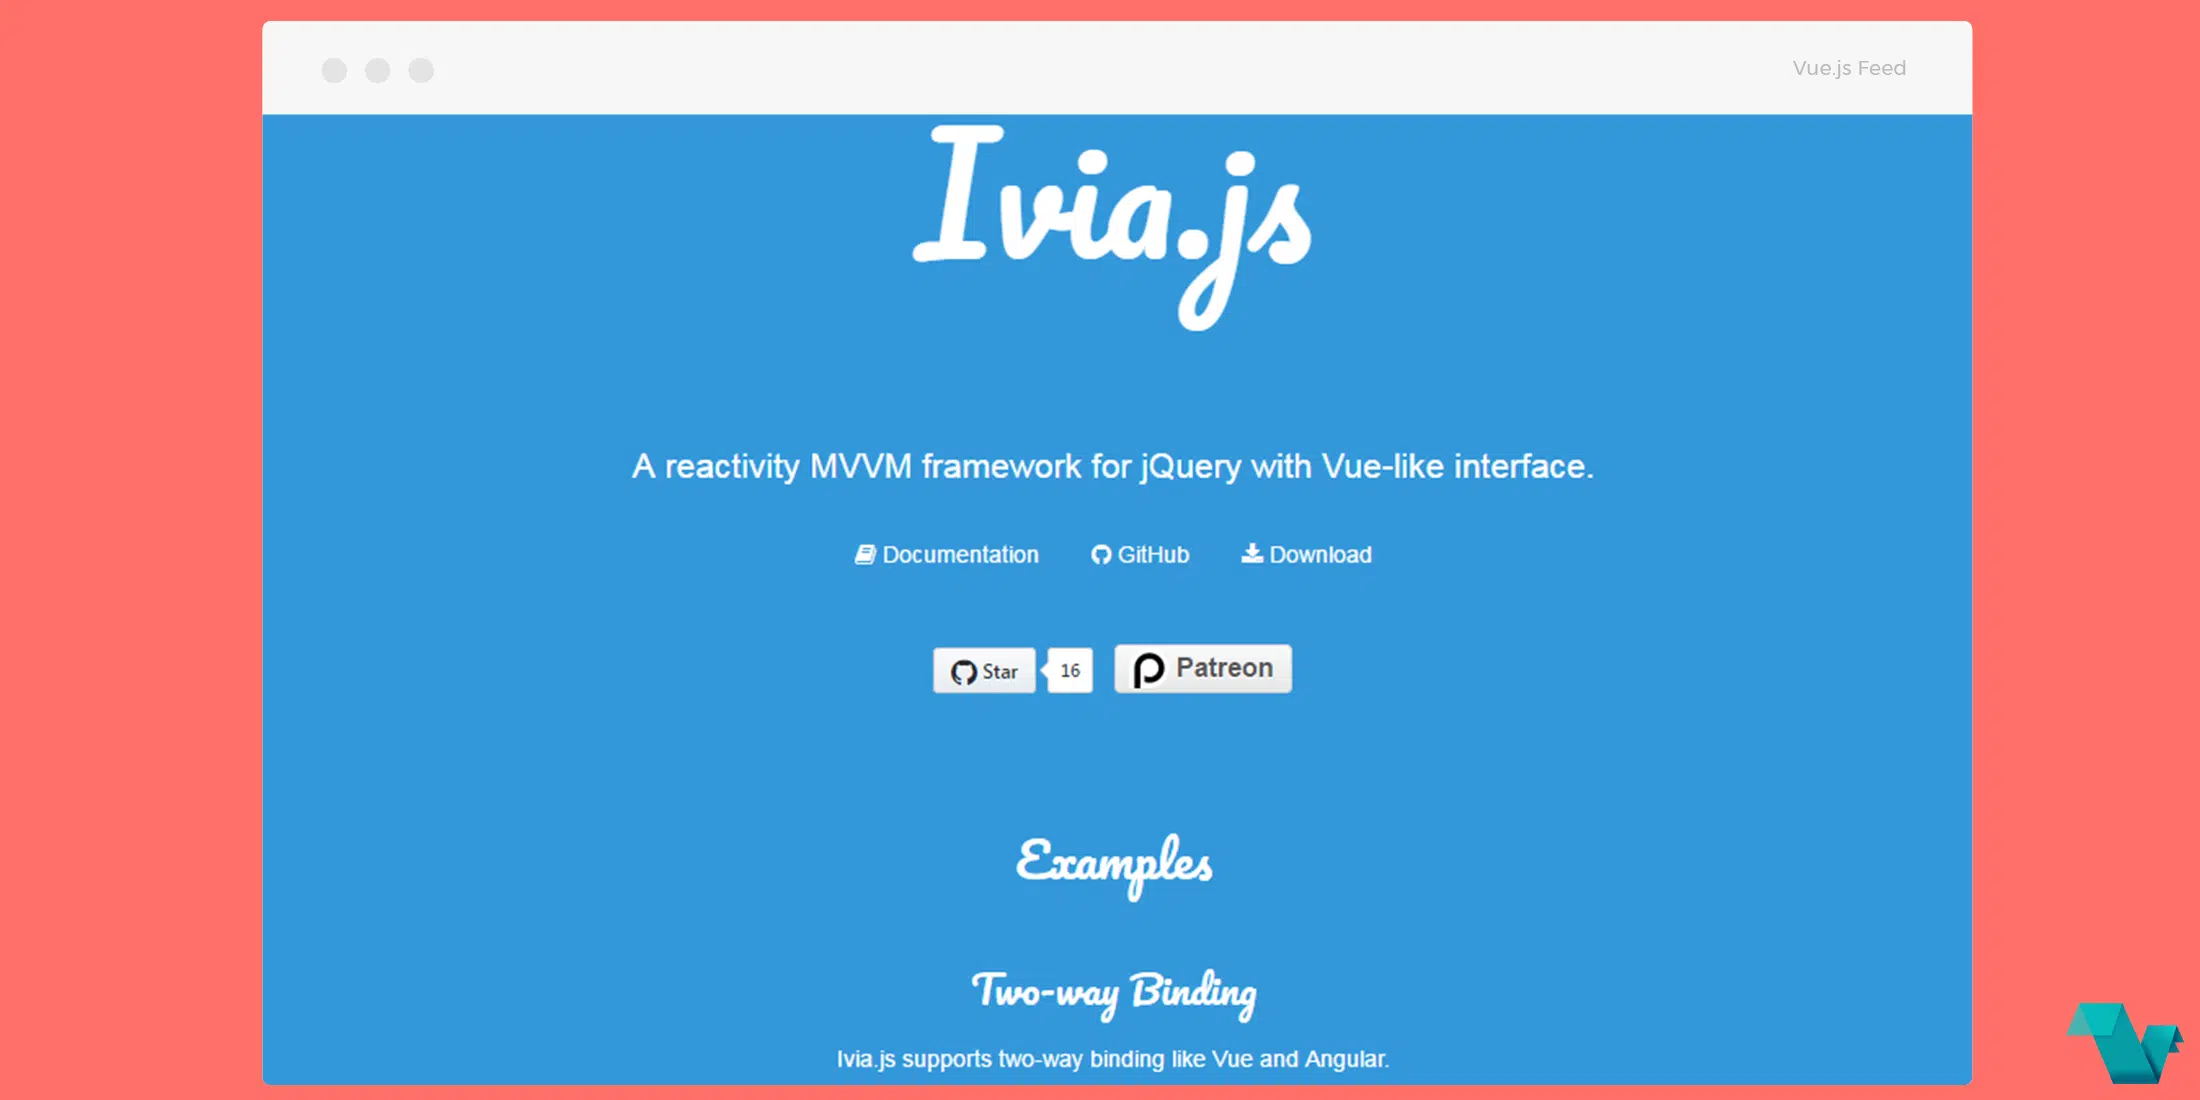 Vue.js Feed
Ivia.js
A reactivity MVVM framework for jQuery with Vue-like interface.
Documentation GitHub Download
Star 16 Patreon
Examples
Two-way Binding
Ivia.js supports two-way binding like Vue and Angular.